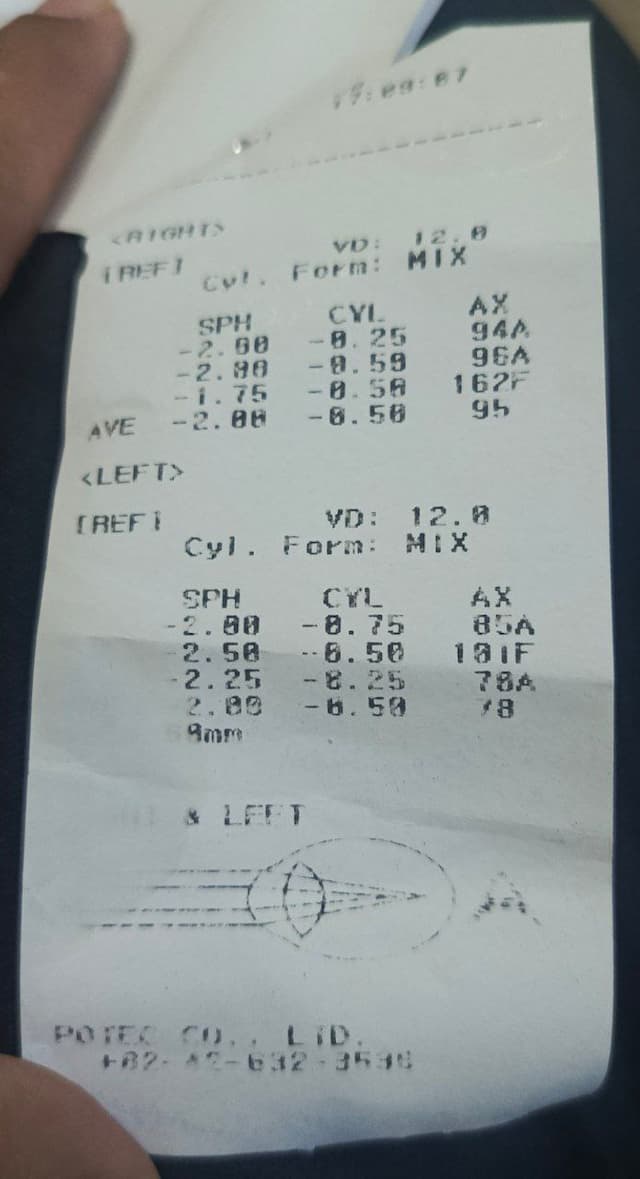 <RIGHT>
[REF] VD: 12.0
Cyl. Form: MIX
SPH CYL AX
-2.00 -0.25 94A
-2.00 -0.50 96A
-1.75 -0.50 162F
AVE -2.00 -0.50 95
<LEFT>
[REF] VD: 12.0
Cyl. Form: MIX
SPH CYL AX
-2.00 -0.75 85A
2.50 -0.50 101F
-2.25 -0.25 78A
2.00 -0.50 78
mm
& LEFT
POTEC CO., LTD.